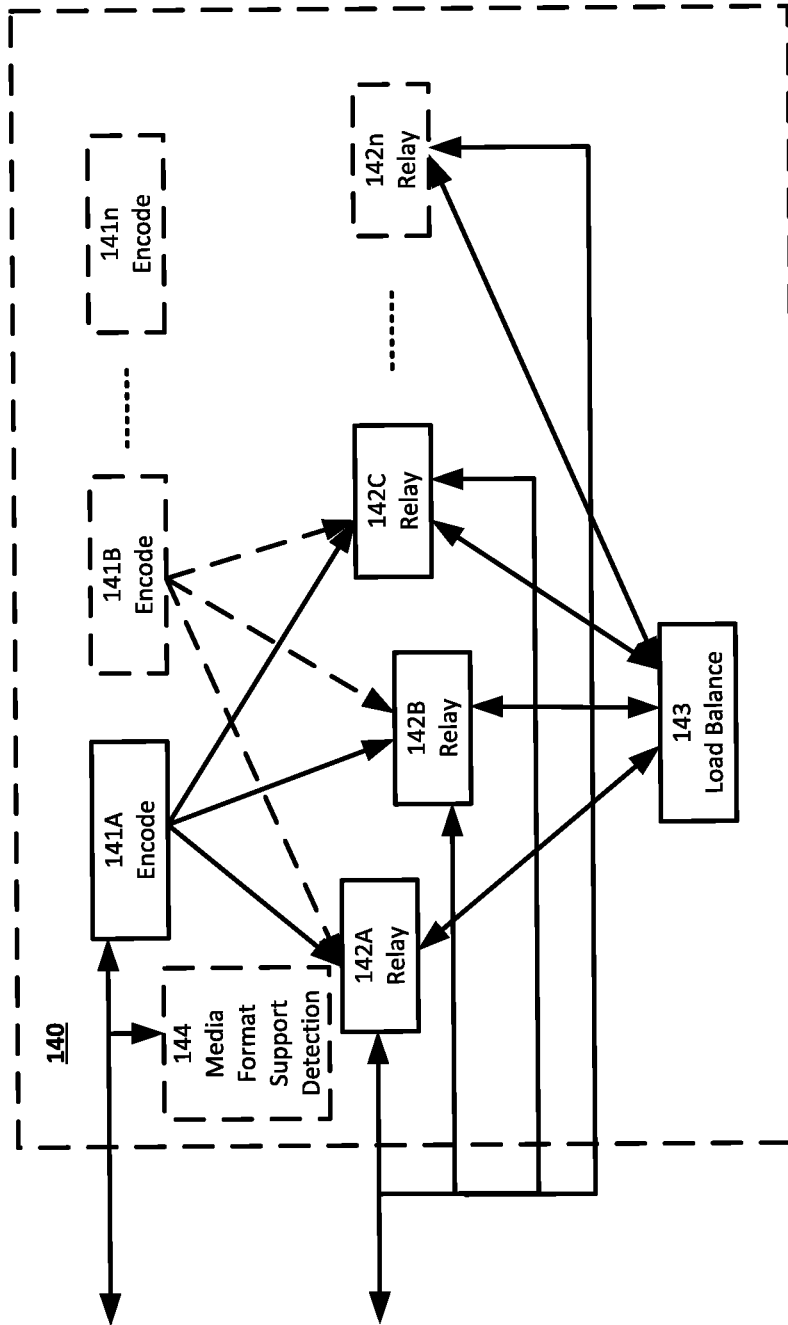 140
141A
Encode
141B
Encode
141n
Encode
144
Media
Format
Support
Detection
142A
Relay
142B
Relay
142C
Relay
142n
Relay
143
Load Balance